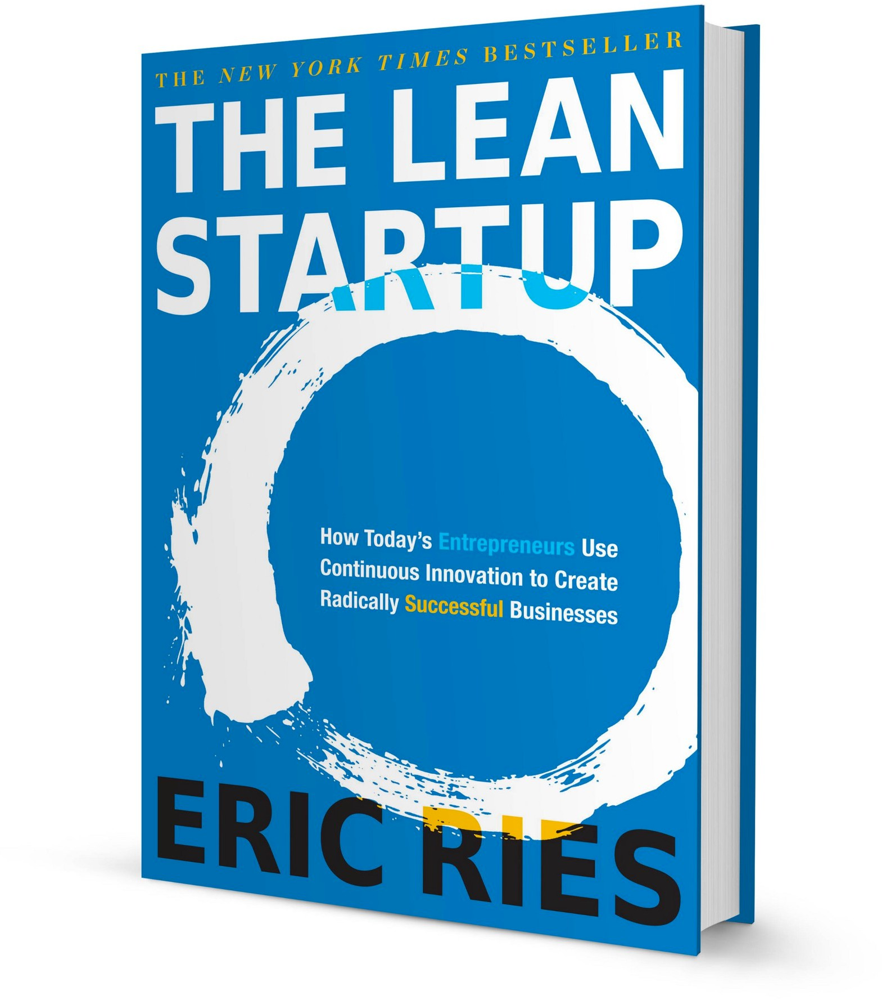 THE NEW YORK TIMES BESTSELLER
THE LEAN
STARTUP
How Today's Entrepreneurs Use
Continuous Innovation to Create
Radically Successful Businesses
ERIC RIES